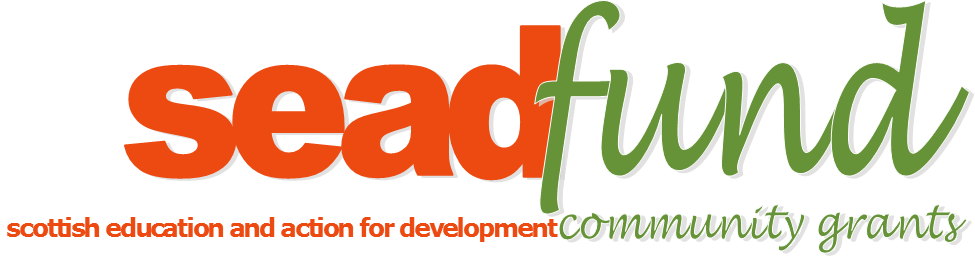 seadfund
scottish education and action for development community grants